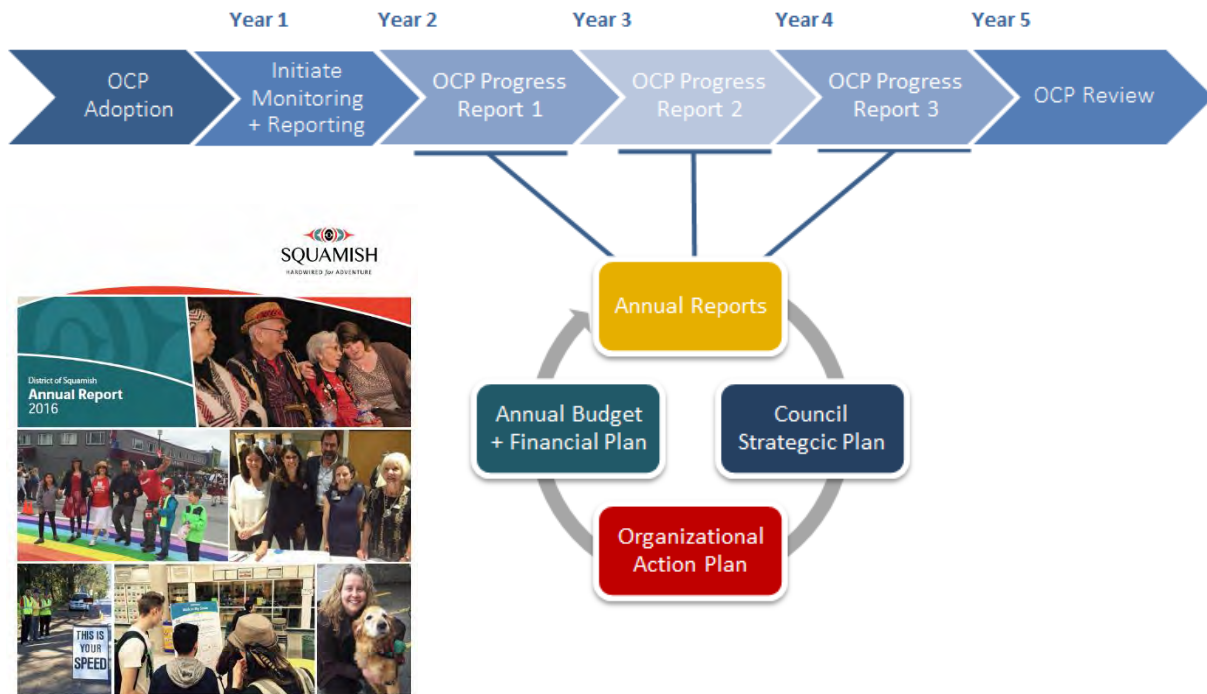 Year 1
Year 2
Year 3
Year 4
Year 5
OCP
Adoption
Initiate
Monitoring
+ Reporting
OCP Progress
Report 1
OCP Progress
Report 2
OCP Progress
Report 3
OCP Review
SQUAMISH
HARDWIRED for ADVENTURE
District of Squamish
Annual Report
2016
THIS IS
YOUR
SPEED
Annual Reports
Annual Budget
+ Financial Plan
Council
Strategcic Plan
Organizational
Action Plan